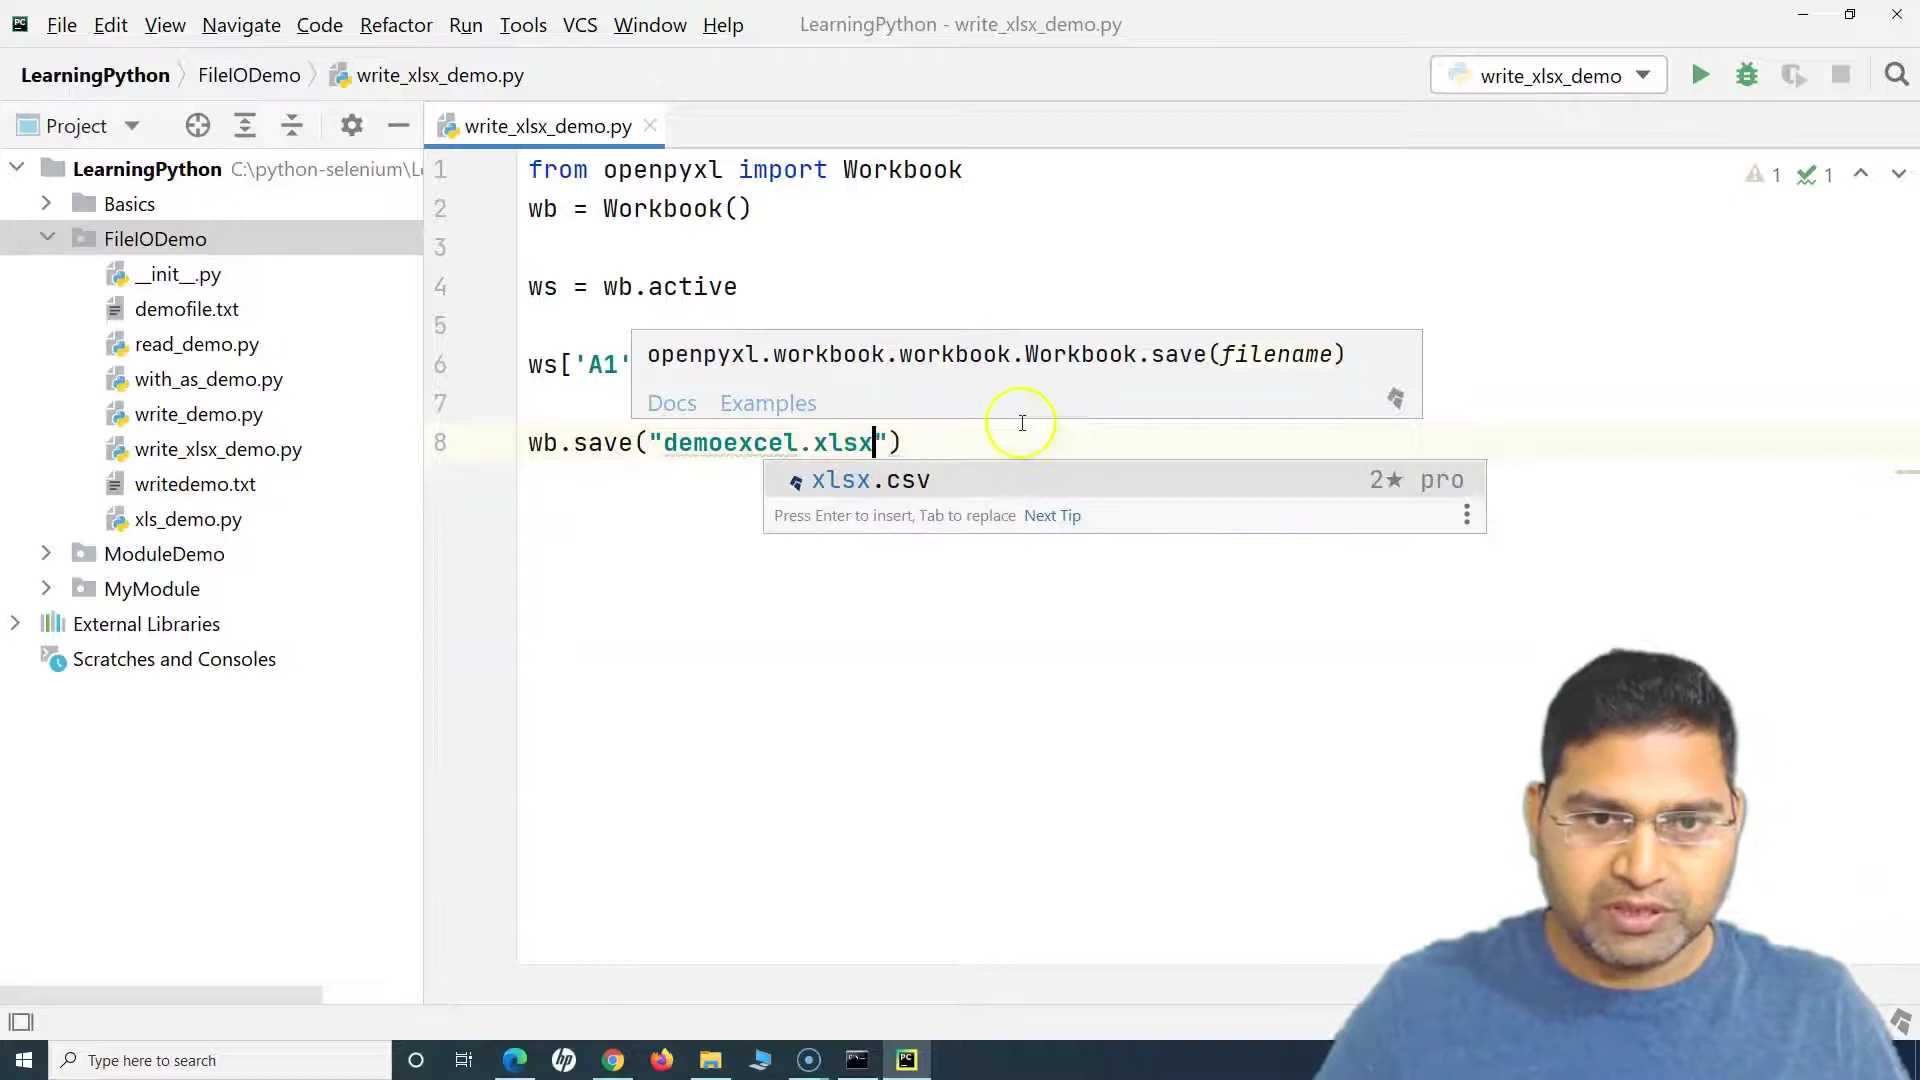 File Edit View Navigate Code Refactor Run Tools VCS Window Help LearningPython - write_xlsx_demo.py
LearningPython FileIODemo write_xlsx_demo.py write_xlsx_demo
Project write_xlsx_demo.py
LearningPython C:\python-selenium\L
Basics
FileIODemo
__init__.py
demofile.txt
read_demo.py
with_as_demo.py
write_demo.py
write_xlsx_demo.py
writedemo.txt
xls_demo.py
ModuleDemo
MyModule
External Libraries
Scratches and Consoles
1 from openpyxl import Workbook
2 wb = Workbook()
3
4 ws = wb.active
5
6 ws['A1'
7
8 wb.save("demoexcel.xlsx")
1 1
openpyxl.workbook.workbook.Workbook.save(filename)
Docs Examples
xlsx.csv 2★ pro
Press Enter to insert, Tab to replace Next Tip
Type here to search
PC